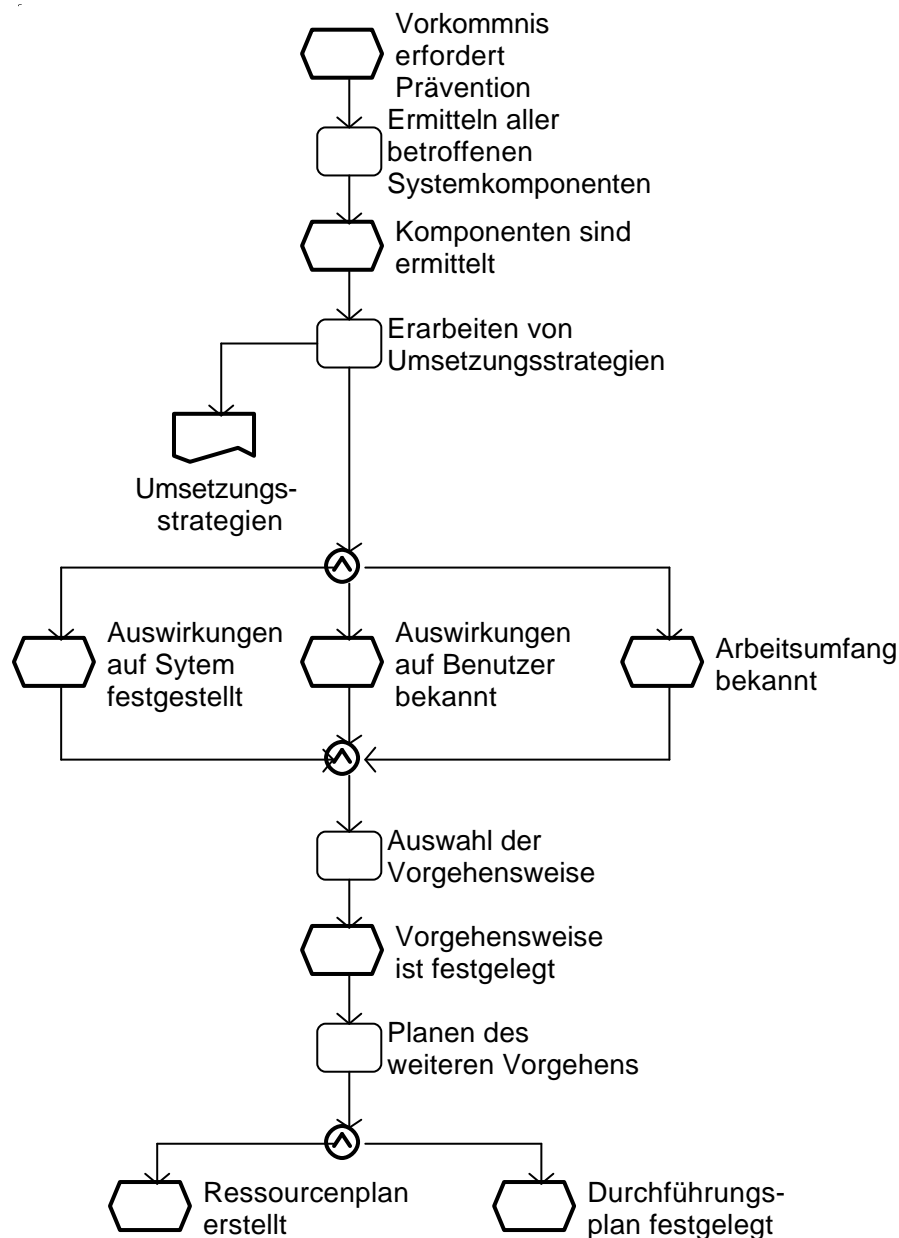 Vorkommnis
erfordert
Prävention
Ermitteln aller
betroffenen
Systemkomponenten
Komponenten sind
ermittelt
Erarbeiten von
Umsetzungsstrategien
Umsetzungs-
strategien
Auswirkungen
auf Sytem
festgestellt
Auswirkungen
auf Benutzer
bekannt
Arbeitsumfang
bekannt
Auswahl der
Vorgehensweise
Vorgehensweise
ist festgelegt
Planen des
weiteren Vorgehens
Ressourcenplan
erstellt
Durchführungs-
plan festgelegt